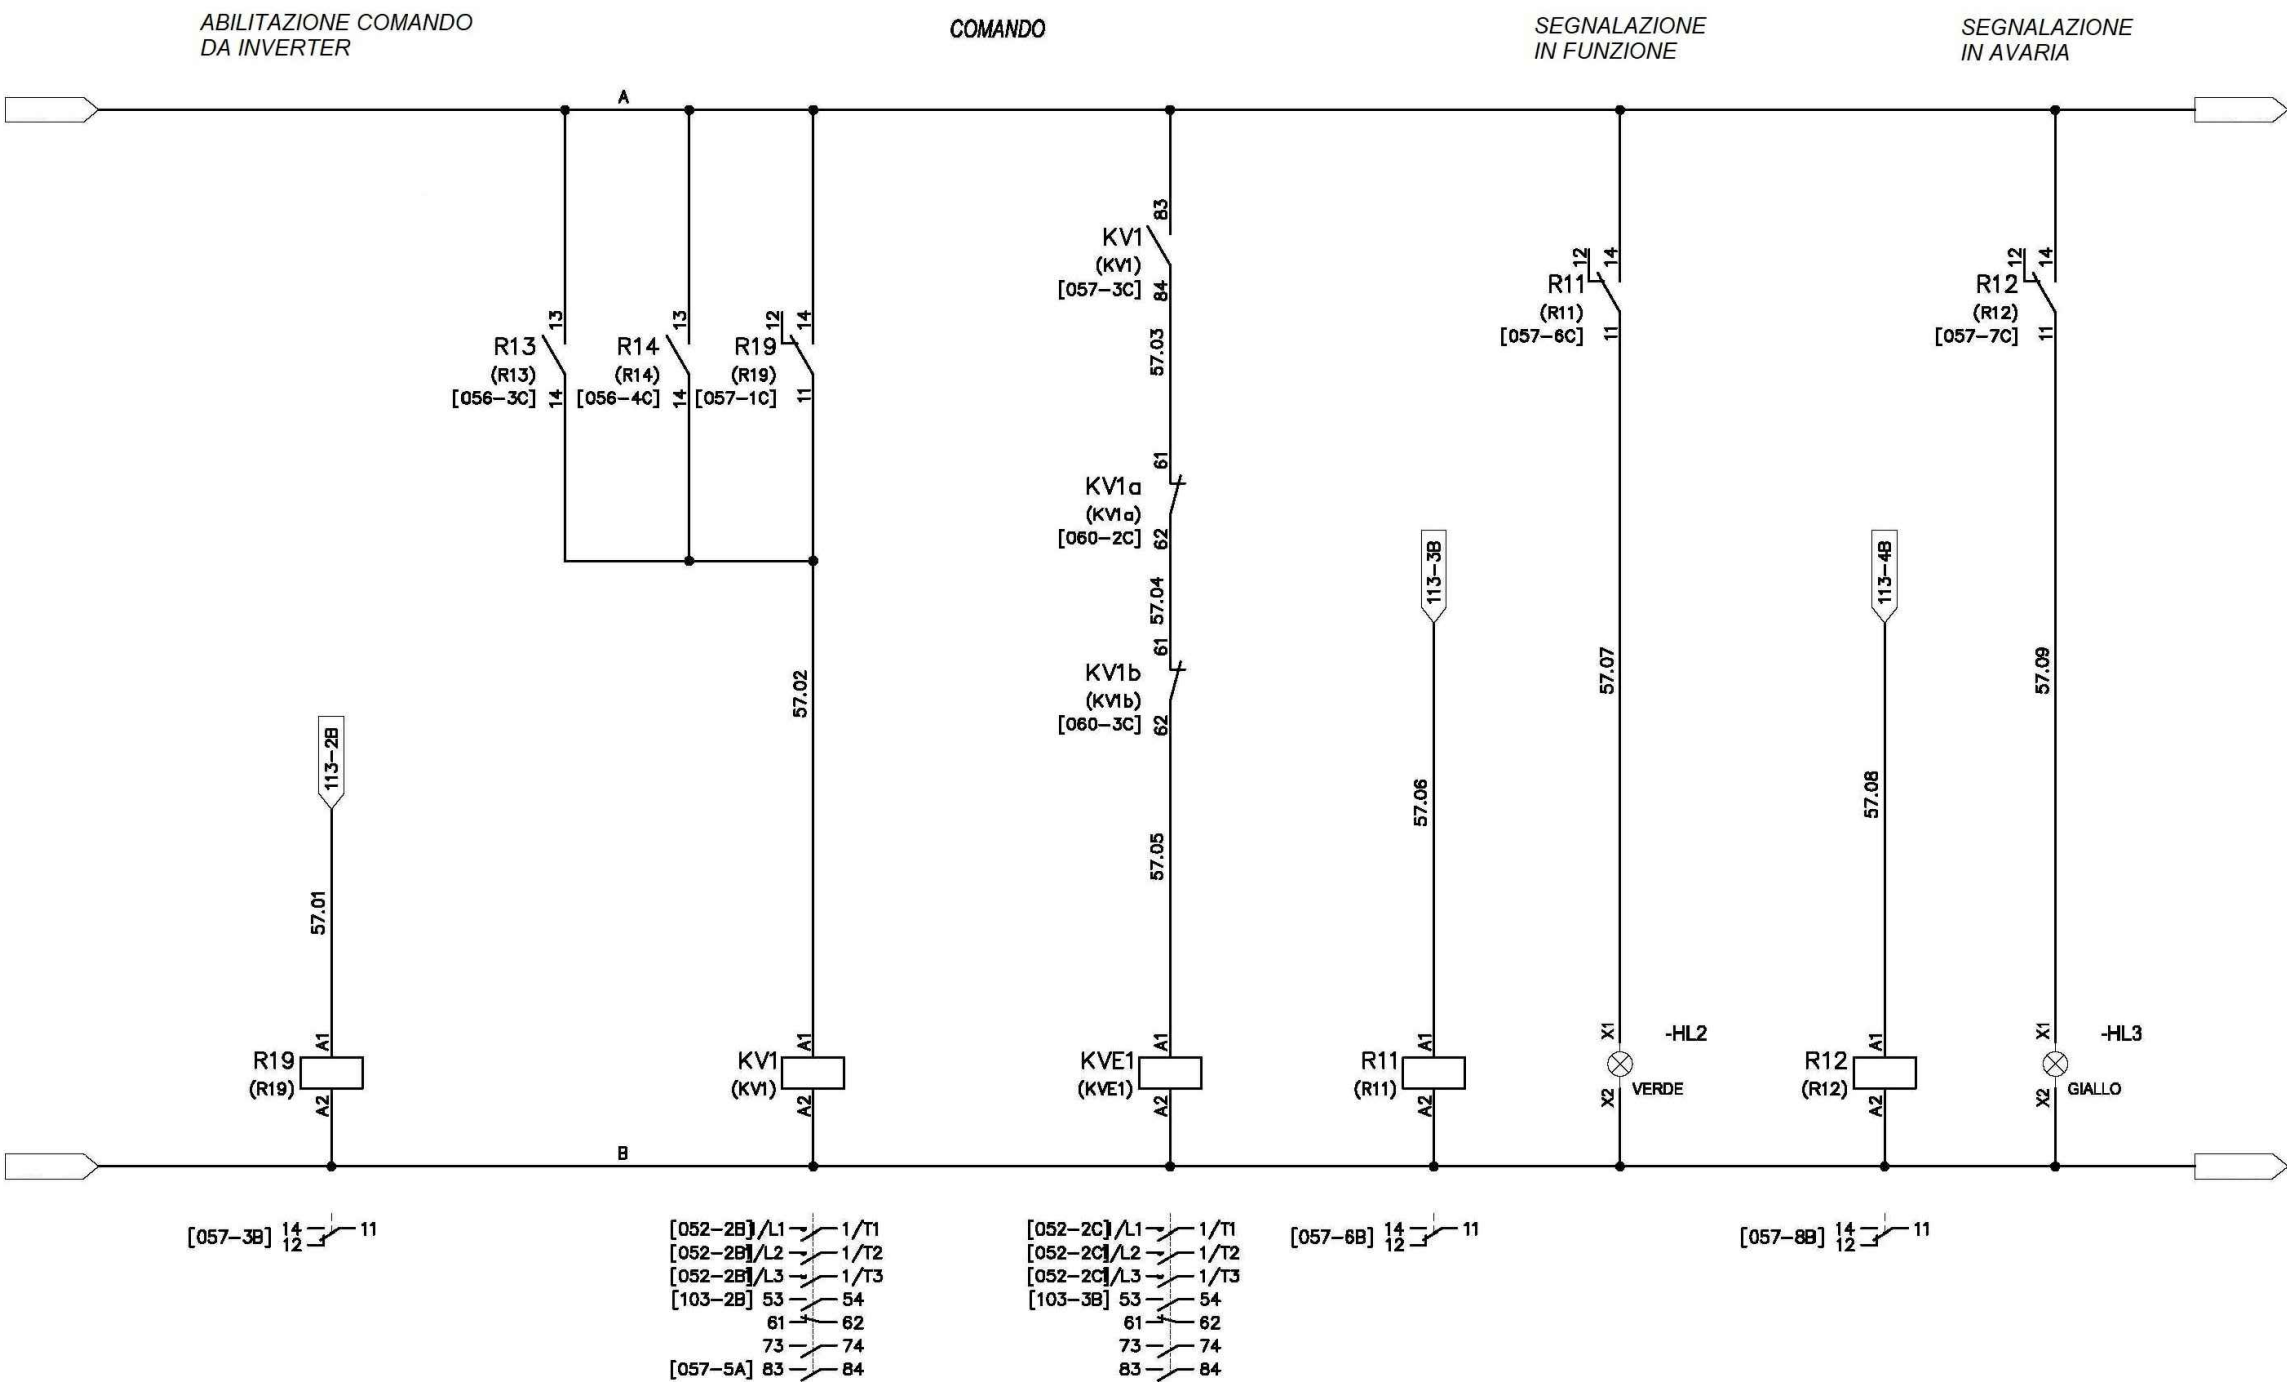 ABILITAZIONE COMANDO
DA INVERTER
COMANDO
SEGNALAZIONE
IN FUNZIONE
SEGNALAZIONE
IN AVARIA
A
13
R13
(R13)
[056-3C]
14
13
R14
(R14)
[056-4C]
14
12
14
R19
(R19)
[057-1C]
11
83
KV1
(KV1)
[057-3C]
84
57.03
61
KV1a
(KV1a)
[060-2C]
62
57.04
61
KV1b
(KV1b)
[060-3C]
62
57.05
12
14
R11
(R11)
[057-6C]
11
12
14
R12
(R12)
[057-7C]
11
113-2B
57.01
57.02
113-3B
57.06
57.07
113-4B
57.08
57.09
A1
R19
(R19)
A2
A1
KV1
(KV1)
A2
A1
KVE1
(KVE1)
A2
A1
R11
(R11)
A2
X1
-HL2
X2
VERDE
A1
R12
(R12)
A2
X1
-HL3
X2
GIALLO
B
[057-3B] 14 11
12
[052-2B]1/L1 1/T1
[052-2B]1/L2 1/T2
[052-2B]1/L3 1/T3
[103-2B] 53 54
61 62
73 74
[057-5A] 83 84
[052-2C]1/L1 1/T1
[052-2C]1/L2 1/T2
[052-2C]1/L3 1/T3
[103-3B] 53 54
61 62
73 74
83 84
[057-6B] 14 11
12
[057-8B] 14 11
12